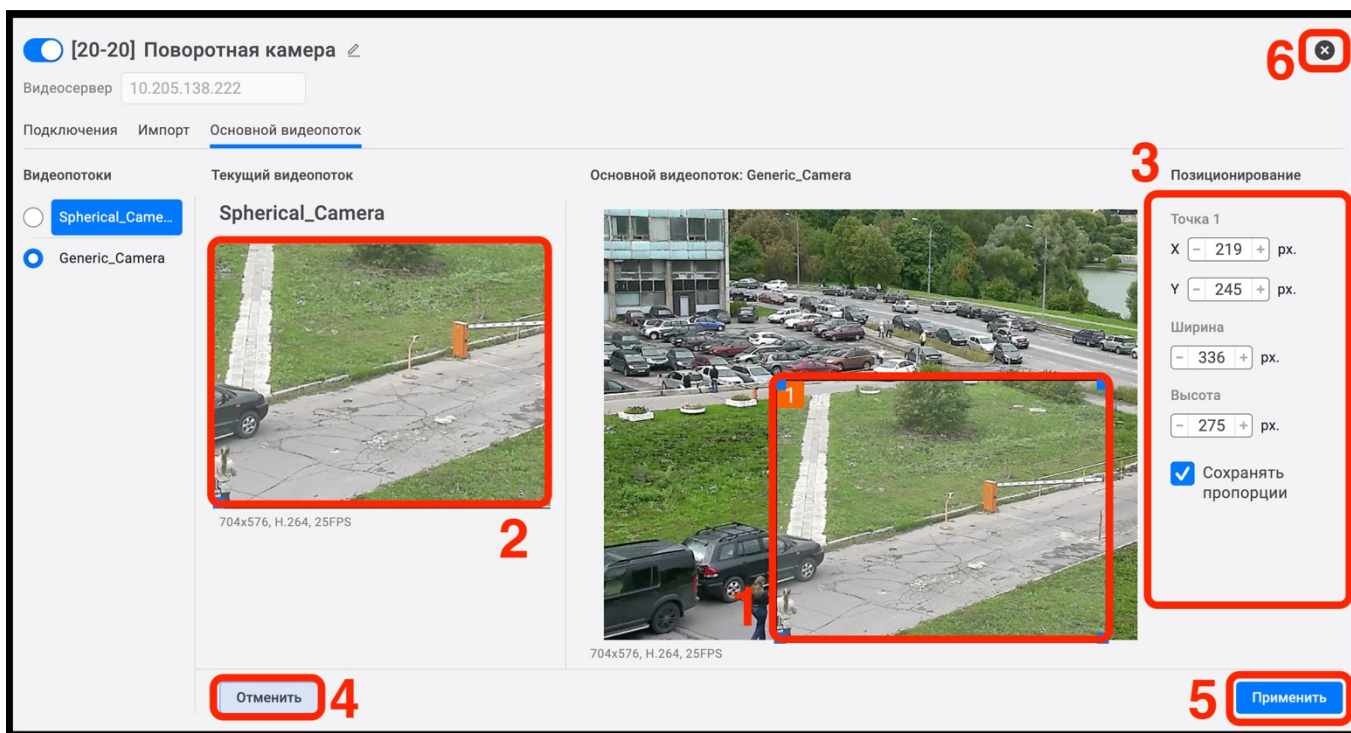 [20-20] Поворотная камера
6
Видеосервер 10.205.138.222
Подключения Импорт Основной видеопоток
3
Видеопотоки
Spherical_Came...
Generic_Camera
Текущий видеопоток
Spherical_Camera
704x576, H.264, 25FPS
2
Основной видеопоток: Generic_Camera
1
1
704x576, H.264, 25FPS
Позиционирование
Точка 1
X - 219 + px.
Y - 245 + px.
Ширина
- 336 + px.
Высота
- 275 + px.
Сохранять
пропорции
Отменить
4
5
Применить